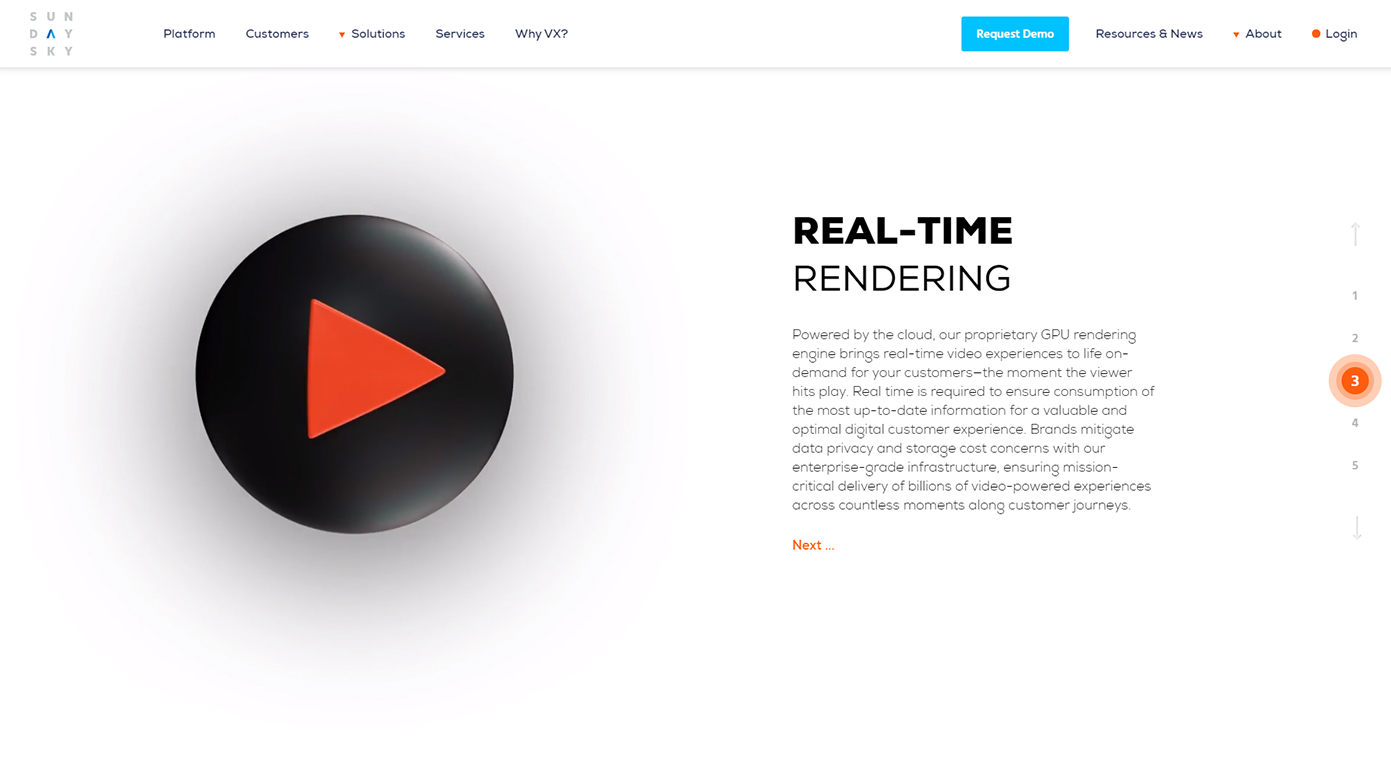 SUN
DAY
SKY
Platform
Customers
Solutions
Services
Why VX?
Request Demo
Resources & News
About
Login
REAL-TIME
RENDERING
Powered by the cloud, our proprietary GPU rendering
engine brings real-time video experiences to life on-
demand for your customers—the moment the viewer
hits play. Real time is required to ensure consumption of
the most up-to-date information for a valuable and
optimal digital customer experience. Brands mitigate
data privacy and storage cost concerns with our
enterprise-grade infrastructure, ensuring mission-
critical delivery of billions of video-powered experiences
across countless moments along customer journeys.
Next ...
1
2
3
4
5